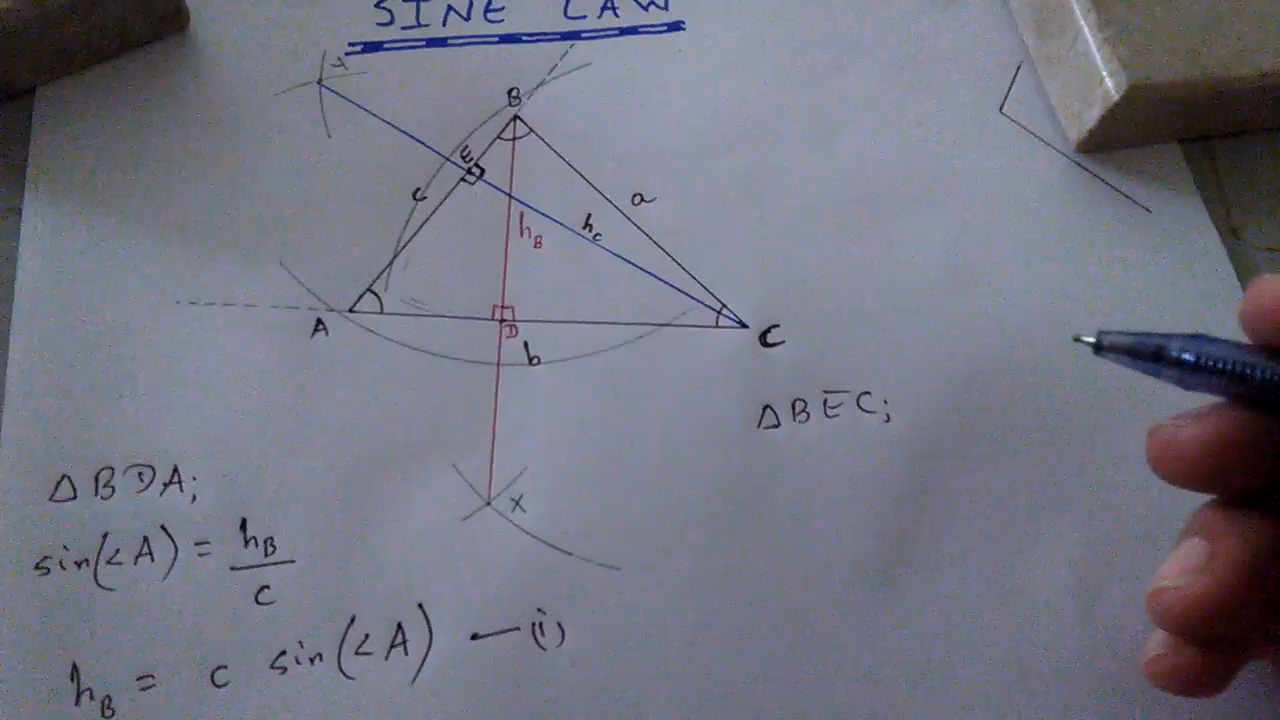 SINE LAW
Y
B
E
c
a
h_B
h_c
A
D
b
C
ΔBEC;
ΔBDA;
X
sin(∠A) = h_B / c
h_B = c sin(∠A) — (i)